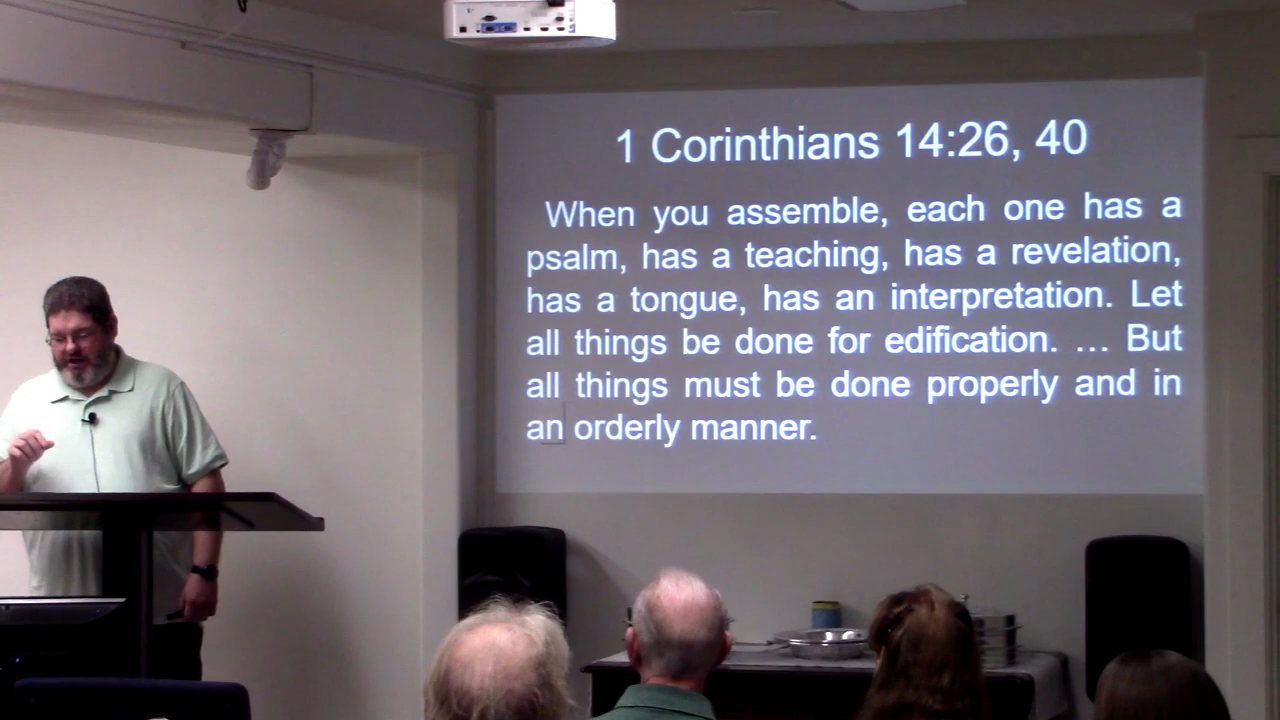 1 Corinthians 14:26, 40
When you assemble, each one has a
psalm, has a teaching, has a revelation,
has a tongue, has an interpretation. Let
all things be done for edification. … But
all things must be done properly and in
an orderly manner.